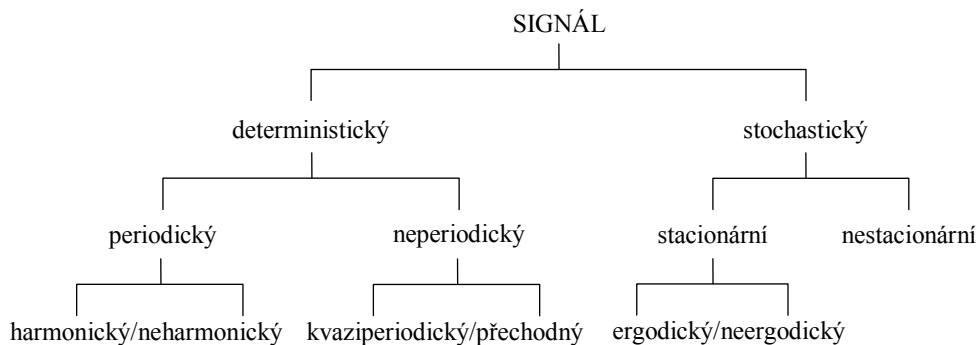 SIGNÁL
deterministický stochastický
periodický neperiodický stacionární nestacionární
harmonický/neharmonický kvaziperiodický/přechodný ergodický/neergodický